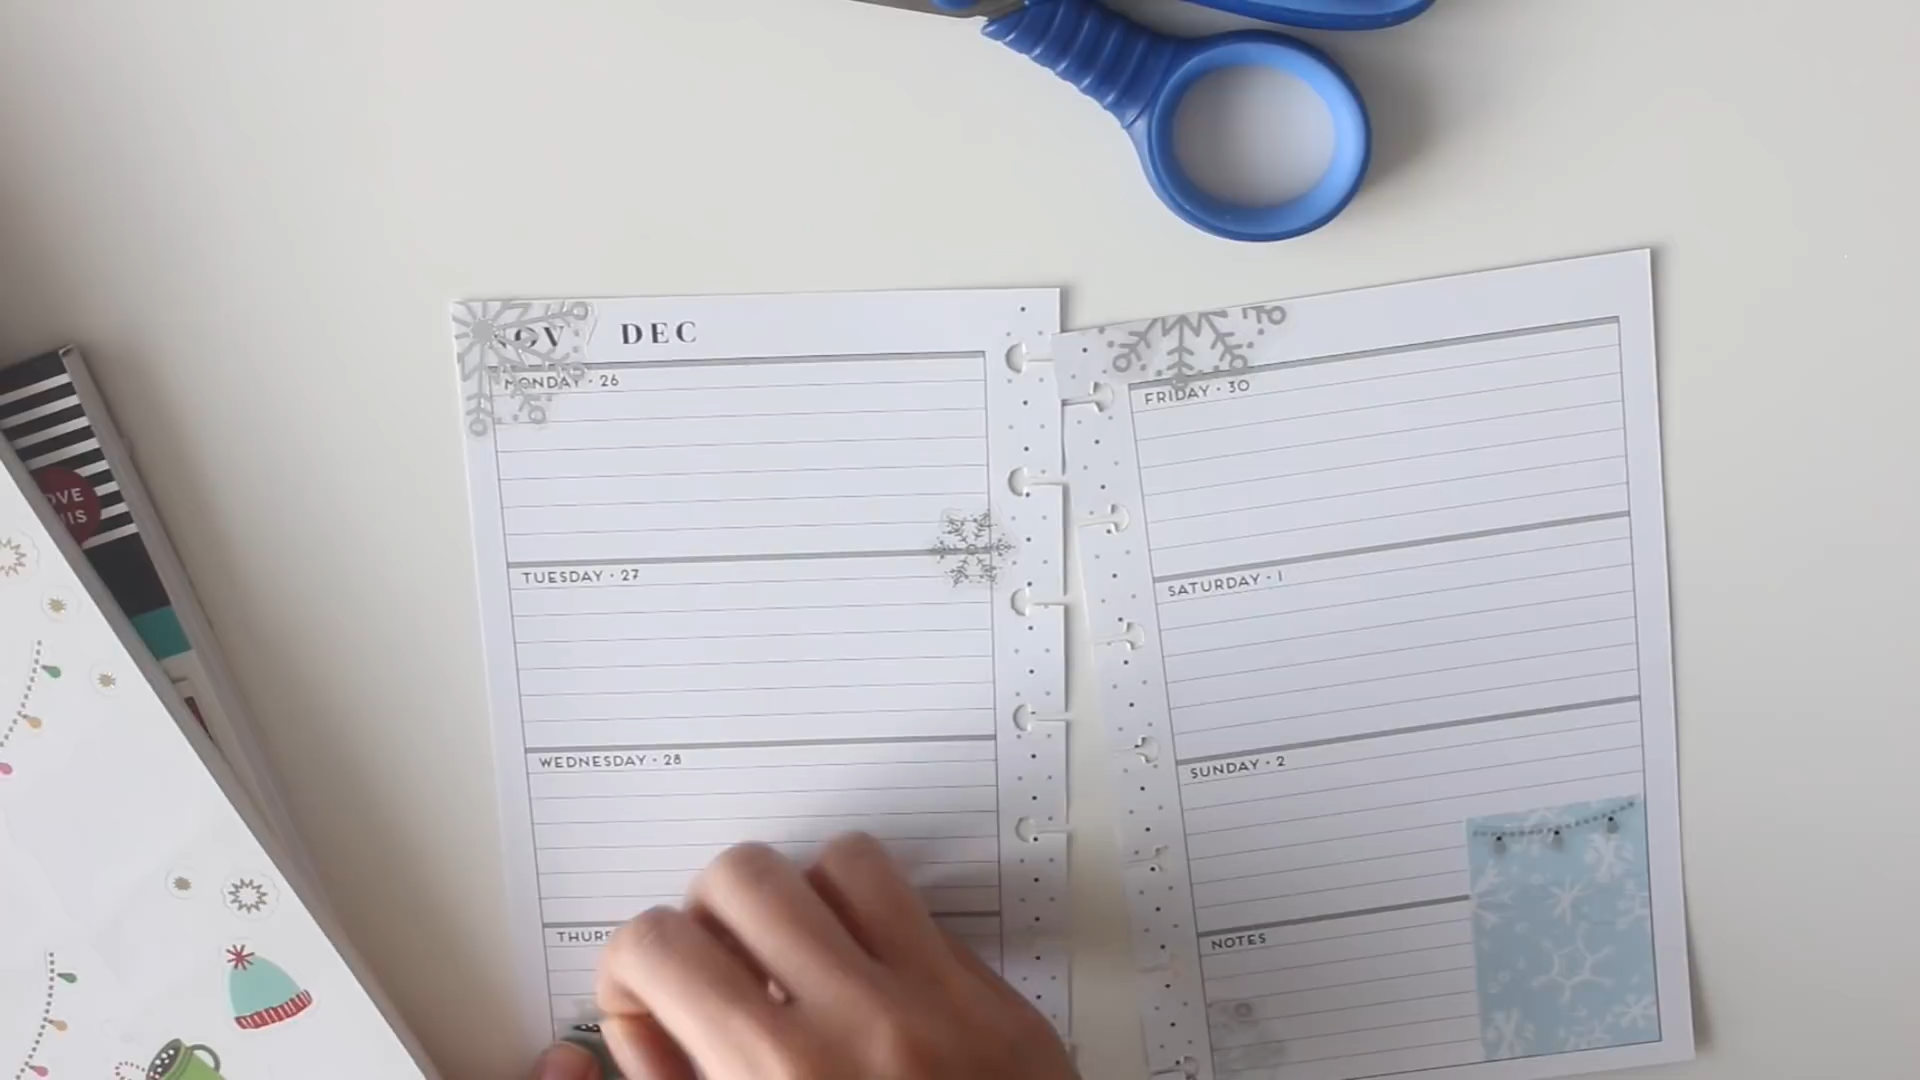 NOV / DEC
MONDAY · 26
TUESDAY · 27
WEDNESDAY · 28
FRIDAY · 30
SATURDAY · 1
SUNDAY · 2
NOTES